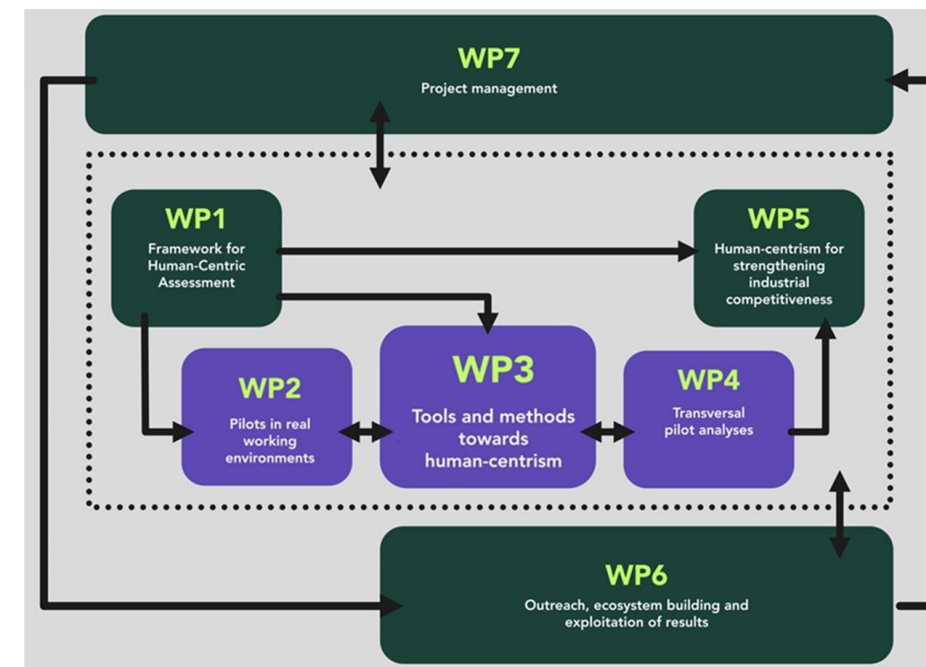 WP7
Project management
WP1
Framework for
Human-Centric
Assessment
WP5
Human-centrism for
strengthening
industrial
competitiveness
WP2
Pilots in real
working
environments
WP3
Tools and methods
towards
human-centrism
WP4
Transversal
pilot analyses
WP6
Outreach, ecosystem building and
exploitation of results